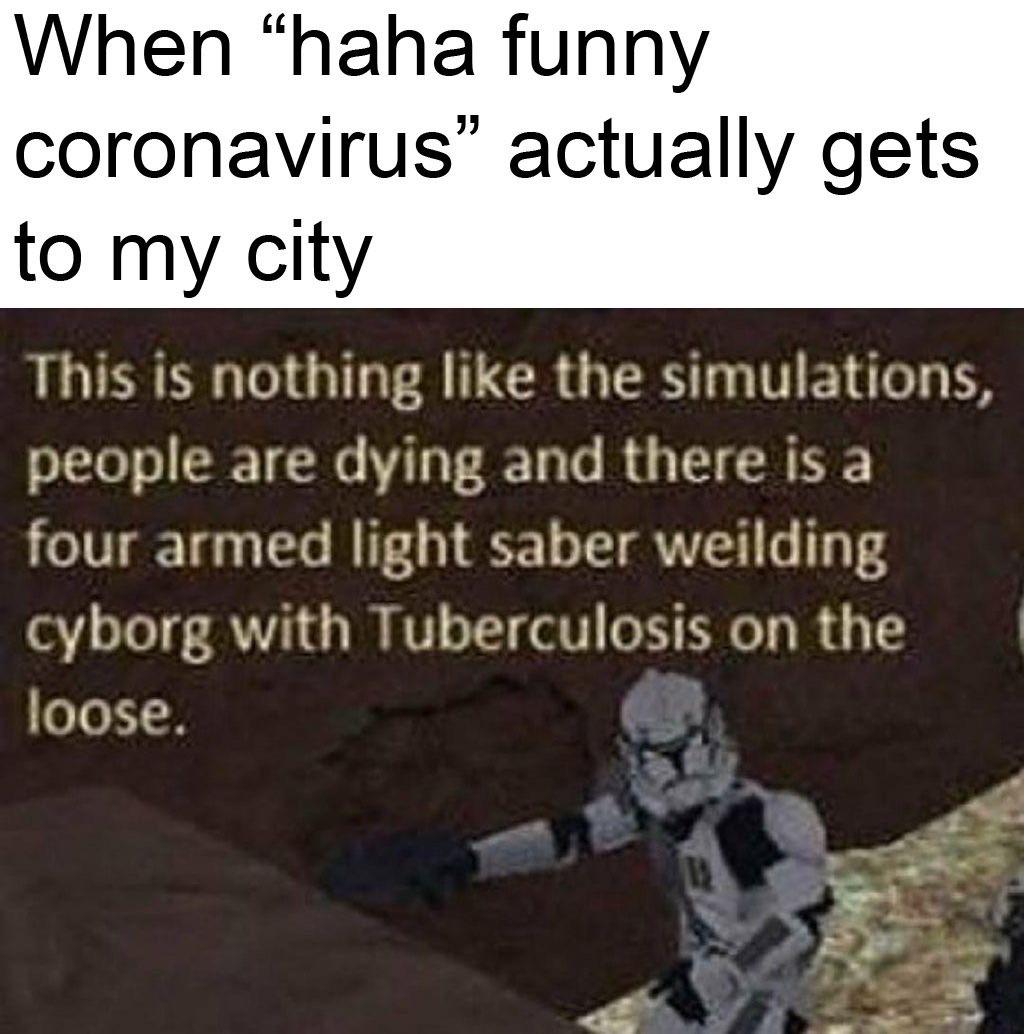 When “haha funny
coronavirus” actually gets
to my city
This is nothing like the simulations,
people are dying and there is a
four armed light saber weilding
cyborg with Tuberculosis on the
loose.